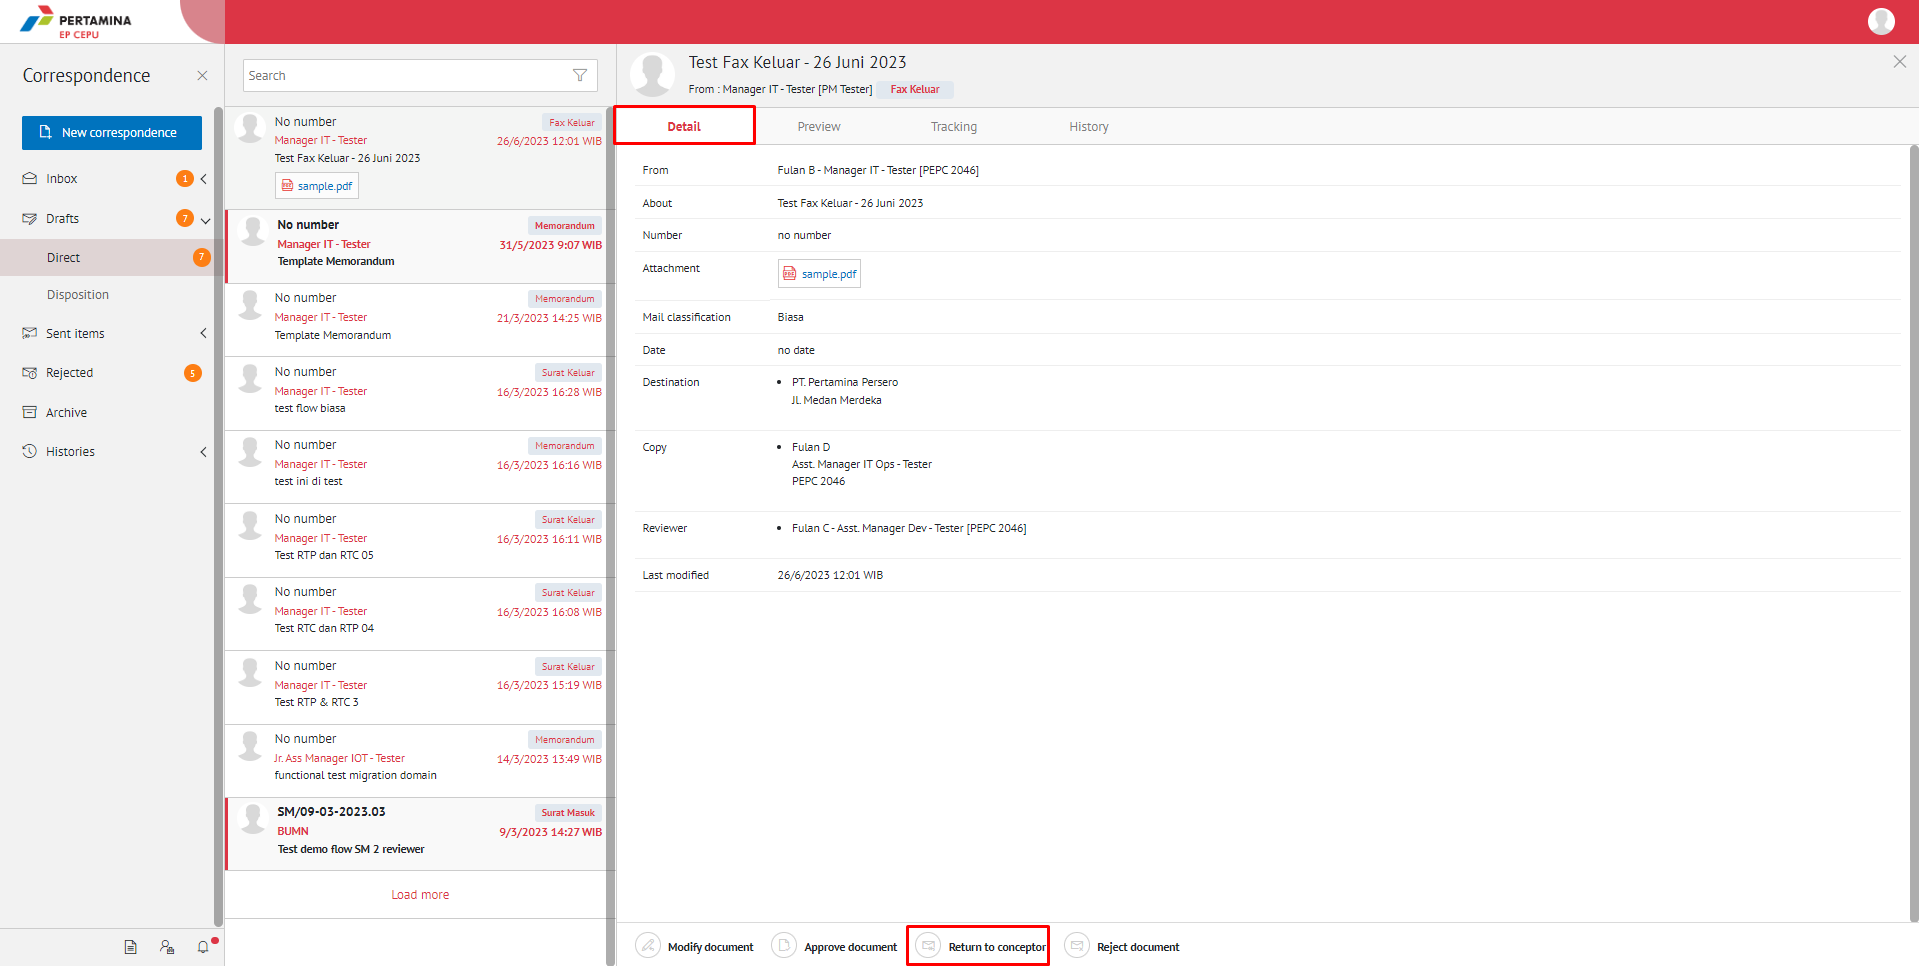 PERTAMINA
EP CEPU
Correspondence
New correspondence
Inbox 1
Drafts 7
Direct 7
Disposition
Sent items
Rejected 5
Archive
Histories
Search
No number Fax Keluar
Manager IT - Tester 26/6/2023 12:01 WIB
Test Fax Keluar - 26 Juni 2023
sample.pdf
No number Memorandum
Manager IT - Tester 31/5/2023 9:07 WIB
Template Memorandum
No number Memorandum
Manager IT - Tester 21/3/2023 14:25 WIB
Template Memorandum
No number Surat Keluar
Manager IT - Tester 16/3/2023 16:28 WIB
test flow biasa
No number Memorandum
Manager IT - Tester 16/3/2023 16:16 WIB
test ini di test
No number Surat Keluar
Manager IT - Tester 16/3/2023 16:11 WIB
Test RTP dan RTC 05
No number Surat Keluar
Manager IT - Tester 16/3/2023 16:08 WIB
Test RTC dan RTP 04
No number Surat Keluar
Manager IT - Tester 16/3/2023 15:19 WIB
Test RTP & RTC 3
No number Memorandum
Jr. Ass Manager IOT - Tester 14/3/2023 13:49 WIB
functional test migration domain
SM/09-03-2023.03 Surat Masuk
BUMN 9/3/2023 14:27 WIB
Test demo flow SM 2 reviewer
Load more
Test Fax Keluar - 26 Juni 2023
From : Manager IT - Tester [PM Tester] Fax Keluar
Detail Preview Tracking History
From Fulan B - Manager IT - Tester [PEPC 2046]
About Test Fax Keluar - 26 Juni 2023
Number no number
Attachment sample.pdf
Mail classification Biasa
Date no date
Destination • PT. Pertamina Persero
Jl. Medan Merdeka
Copy • Fulan D
Asst. Manager IT Ops - Tester
PEPC 2046
Reviewer • Fulan C - Asst. Manager Dev - Tester [PEPC 2046]
Last modified 26/6/2023 12:01 WIB
Modify document Approve document Return to conceptor Reject document